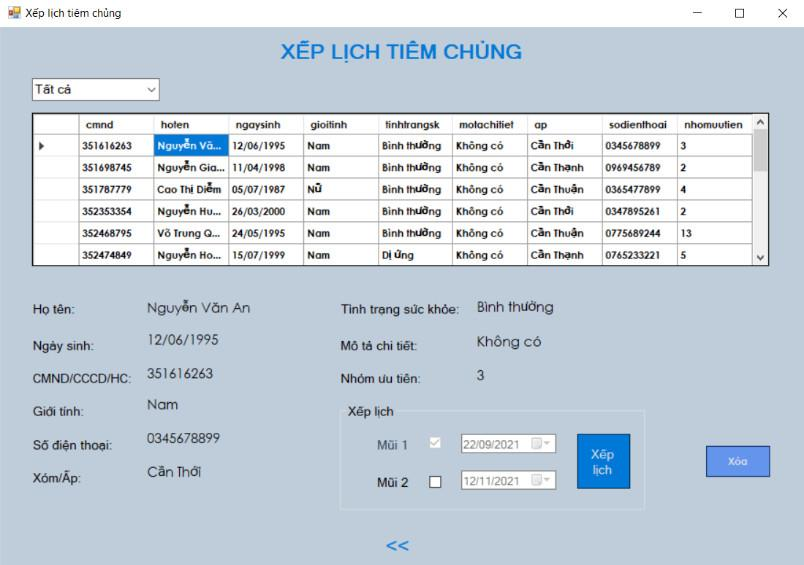 Xếp lịch tiêm chủng
XẾP LỊCH TIÊM CHỦNG
Tất cả
cmnd hoten ngaysinh gioitinh tinhtrangsk motachitiet ap sodienthoai nhomuutien
351616263 Nguyễn Vă... 12/06/1995 Nam Bình thường Không có Cần Thới 0345678899 3
351698745 Nguyễn Gia... 11/04/1998 Nam Bình thường Không có Cần Thạnh 0969456789 2
351787779 Cao Thị Diễm 05/07/1987 Nữ Bình thường Không có Cần Thuận 0365477899 4
352353354 Nguyễn Hu... 26/03/2000 Nam Bình thường Không có Cần Thới 0347895261 2
352468795 Võ Trung Q... 24/05/1995 Nam Bình thường Không có Cần Thuận 0775689244 13
352474849 Nguyễn Ho... 15/07/1999 Nam Dị ứng Không có Cần Thạnh 0765233221 5
Họ tên: Nguyễn Văn An Tình trạng sức khỏe: Bình thường
Ngày sinh: 12/06/1995 Mô tả chi tiết: Không có
CMND/CCCD/HC: 351616263 Nhóm ưu tiên: 3
Giới tính: Nam Xếp lịch
Số điện thoại: 0345678899 Mũi 1 22/09/2021 Xếp lịch Xóa
Xóm/Ấp: Cần Thới Mũi 2 12/11/2021
<<